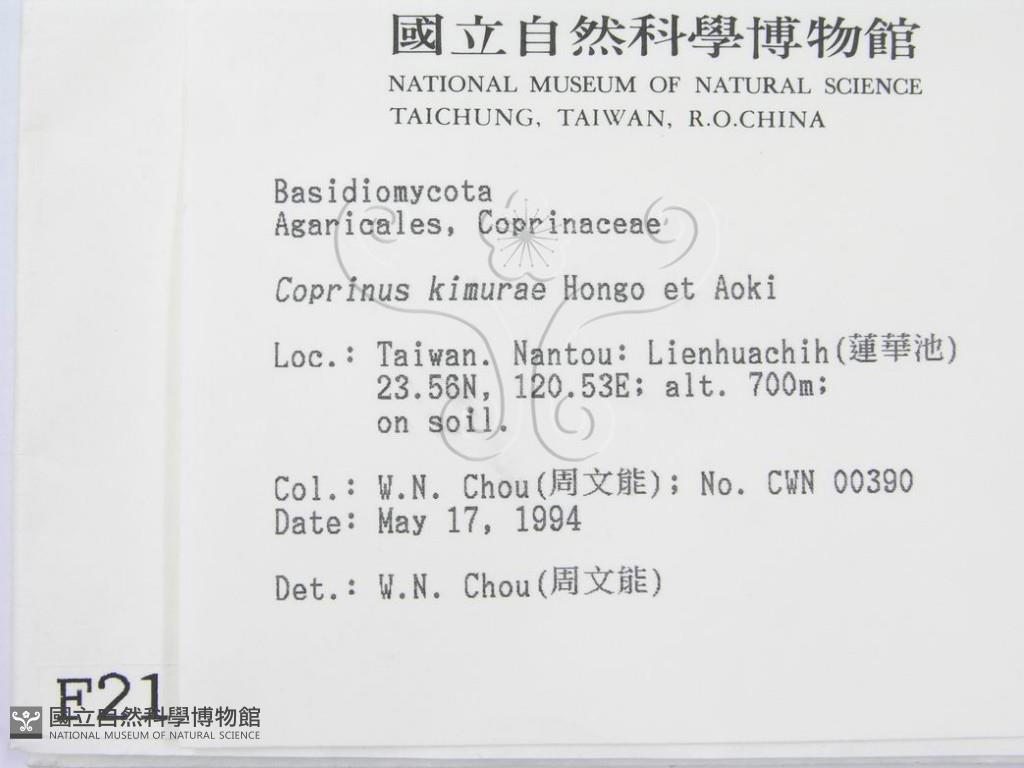 國立自然科學博物館
NATIONAL MUSEUM OF NATURAL SCIENCE
TAICHUNG, TAIWAN, R.O.CHINA
Basidiomycota
Agaricales, Coprinaceae
Coprinus kimurae Hongo et Aoki
Loc.: Taiwan. Nantou: Lienhuachih(蓮華池)
23.56N, 120.53E; alt. 700m;
on soil.
Col.: W.N. Chou(周文能); No. CWN 00390
Date: May 17, 1994
Det.: W.N. Chou(周文能)
F21
國立自然科學博物館
NATIONAL MUSEUM OF NATURAL SCIENCE